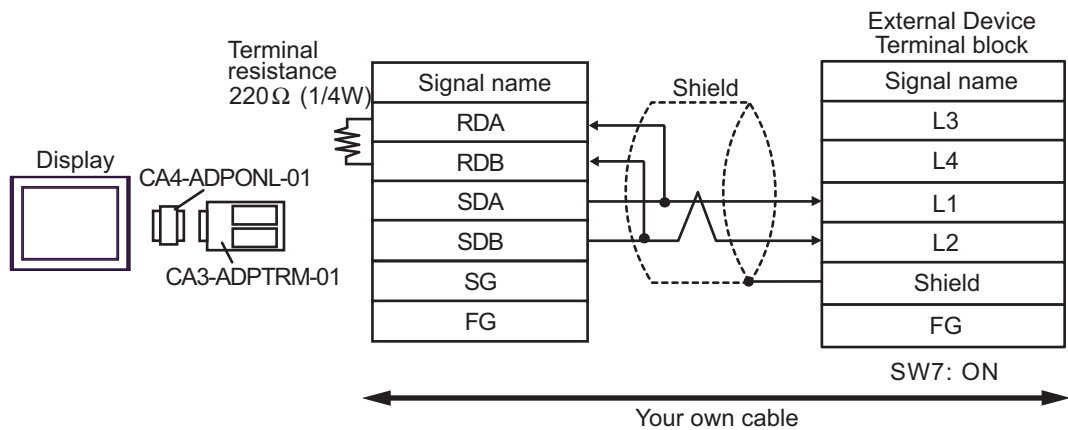 External Device
Terminal block
Terminal
resistance
220Ω (1/4W)
Signal name
RDA
RDB
SDA
SDB
SG
FG
Shield
Signal name
L3
L4
L1
L2
Shield
FG
Display
CA4-ADPONL-01
CA3-ADPTRM-01
SW7: ON
Your own cable